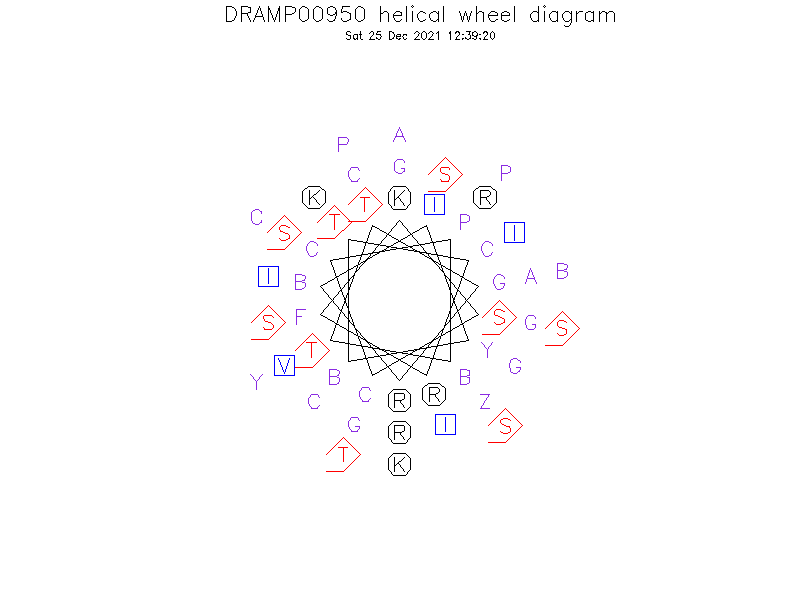 DRAMP00950 helical wheel diagram
Sat 25 Dec 2021 12:39:20
A
P
G S P
C
K T K I R
C T P
S C C I
I B G A B
S F S G S
T Y
Y V B B G
C C R R Z
G R I S
T K